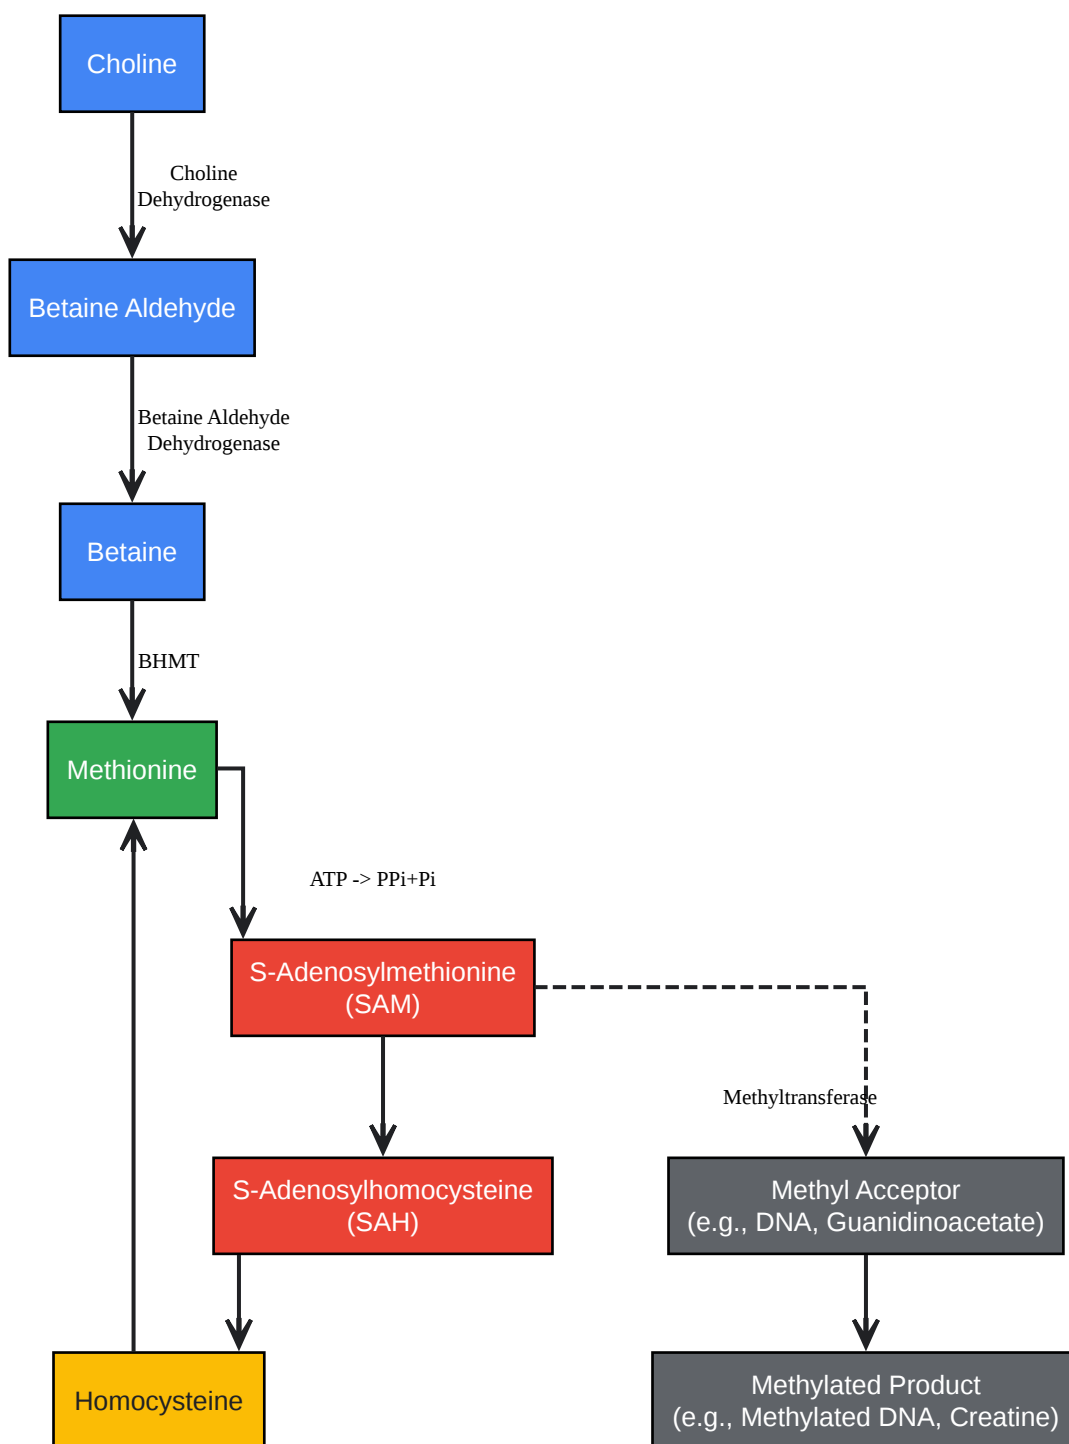 Choline
Choline
Dehydrogenase
Betaine Aldehyde
Betaine Aldehyde
Dehydrogenase
Betaine
BHMT
Methionine
ATP -> PPi+Pi
S-Adenosylmethionine
(SAM)
Methyltransferase
S-Adenosylhomocysteine
(SAH)
Methyl Acceptor
(e.g., DNA, Guanidinoacetate)
Homocysteine
Methylated Product
(e.g., Methylated DNA, Creatine)